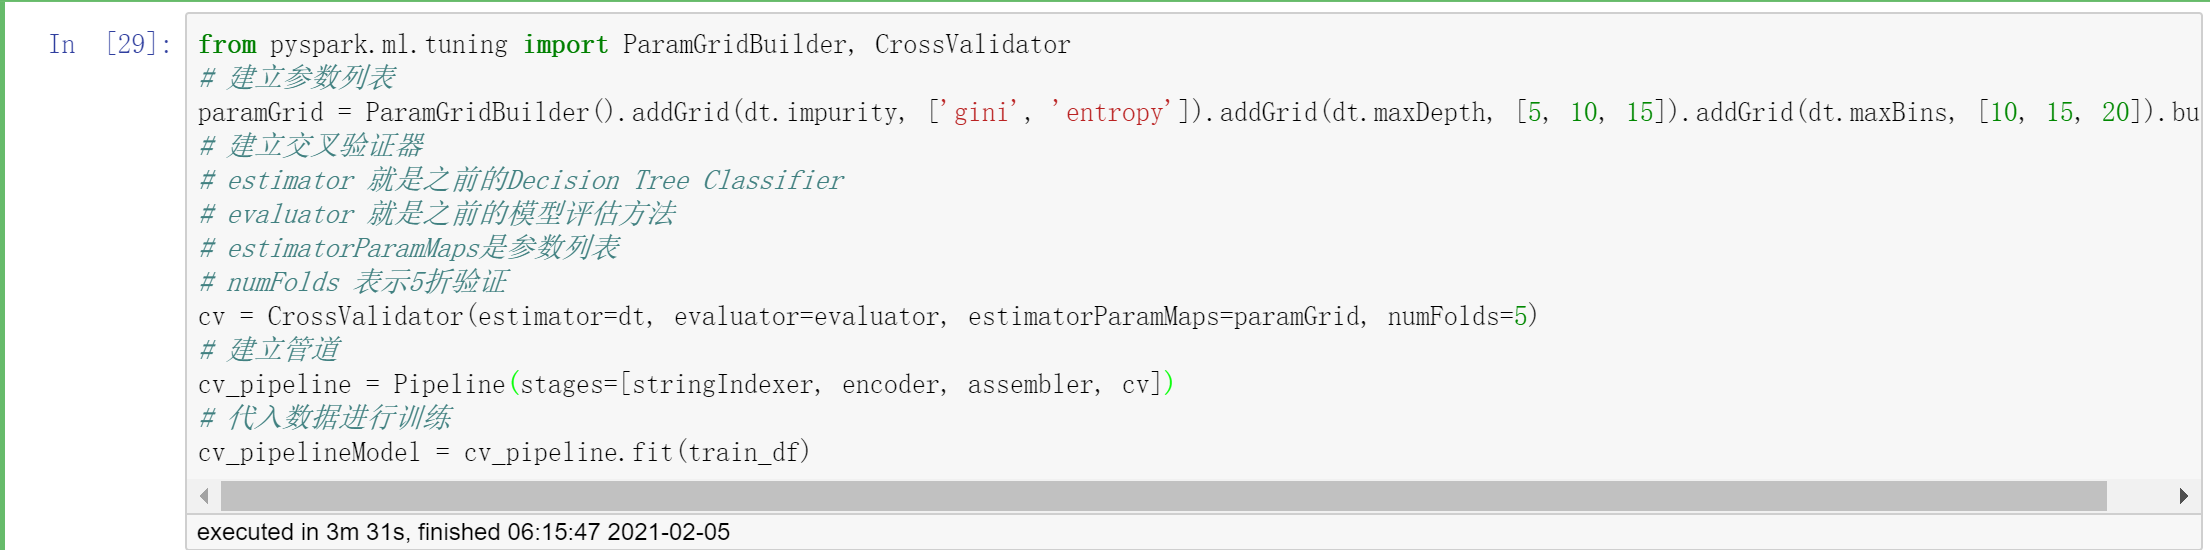 In [29]:
from pyspark.ml.tuning import ParamGridBuilder, CrossValidator
# 建立参数列表
paramGrid = ParamGridBuilder().addGrid(dt.impurity, ['gini', 'entropy']).addGrid(dt.maxDepth, [5, 10, 15]).addGrid(dt.maxBins, [10, 15, 20]).bu
# 建立交叉验证器
# estimator 就是之前的Decision Tree Classifier
# evaluator 就是之前的模型评估方法
# estimatorParamMaps是参数列表
# numFolds 表示5折验证
cv = CrossValidator(estimator=dt, evaluator=evaluator, estimatorParamMaps=paramGrid, numFolds=5)
# 建立管道
cv_pipeline = Pipeline(stages=[stringIndexer, encoder, assembler, cv])
# 代入数据进行训练
cv_pipelineModel = cv_pipeline.fit(train_df)
executed in 3m 31s, finished 06:15:47 2021-02-05